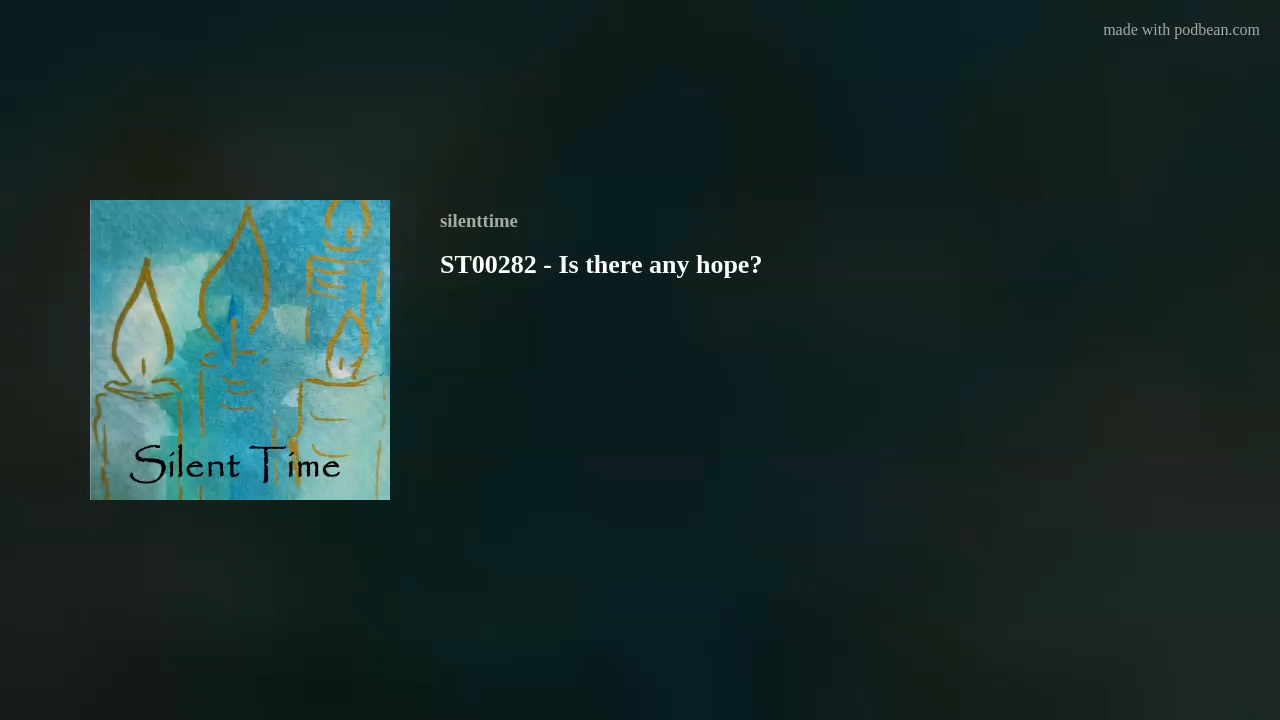 made with podbean.com
silenttime
ST00282 - Is there any hope?
Silent Time